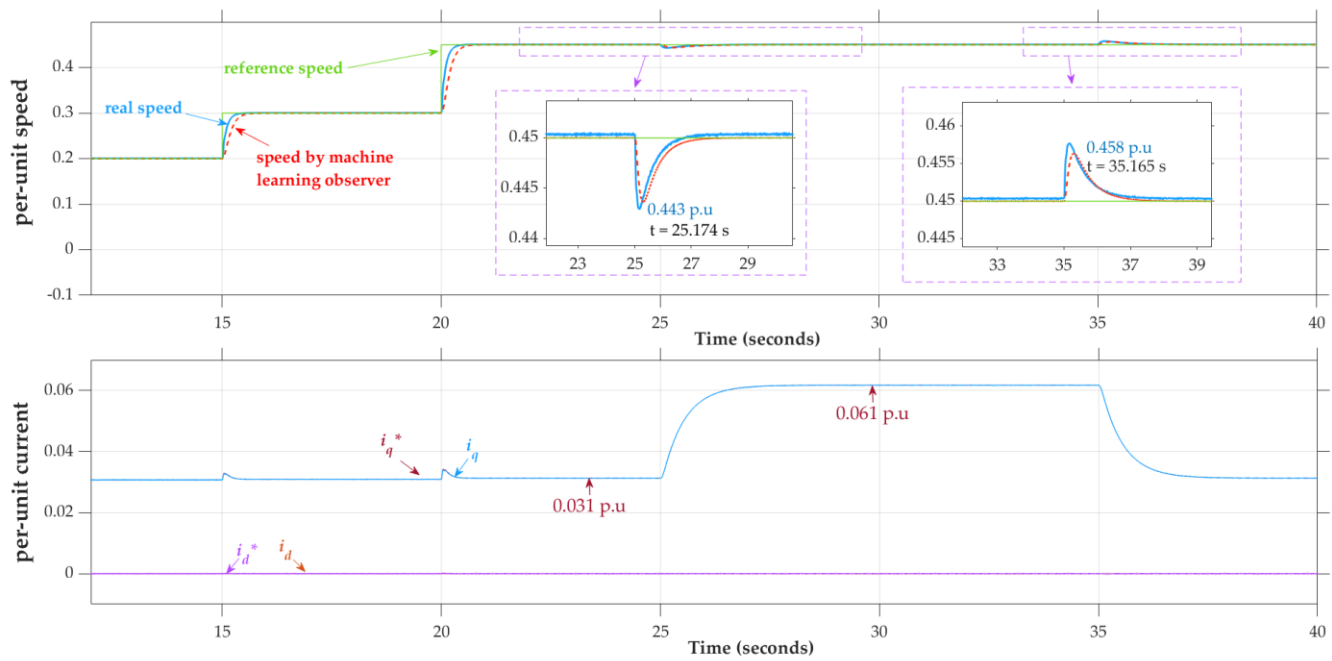 per-unit speed
0.4
0.3
0.2
0.1
0
-0.1
reference speed
real speed
speed by machine
learning observer
0.45
0.445
0.44
0.443 p.u
t = 25.174 s
23 25 27 29
0.46
0.455
0.45
0.445
0.458 p.u
t = 35.165 s
33 35 37 39
15 20 25 30 35 40
Time (seconds)
per-unit current
0.06
0.04
0.02
0
i_q*
i_q
0.031 p.u
0.061 p.u
i_d*
i_d
15 20 25 30 35 40
Time (seconds)